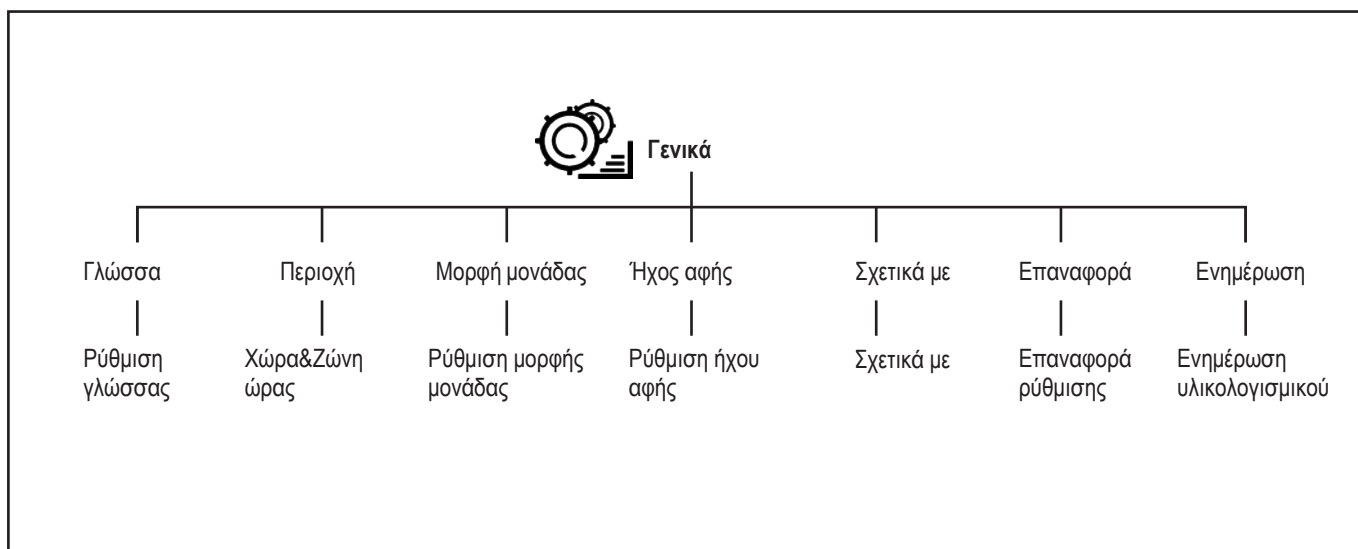 Γενικά
Γλώσσα
Περιοχή
Μορφή μονάδας
Ήχος αφής
Σχετικά με
Επαναφορά
Ενημέρωση
Ρύθμιση
γλώσσας
Χώρα&Ζώνη
ώρας
Ρύθμιση μορφής
μονάδας
Ρύθμιση ήχου
αφής
Σχετικά με
Επαναφορά
ρύθμισης
Ενημέρωση
υλικολογισμικού